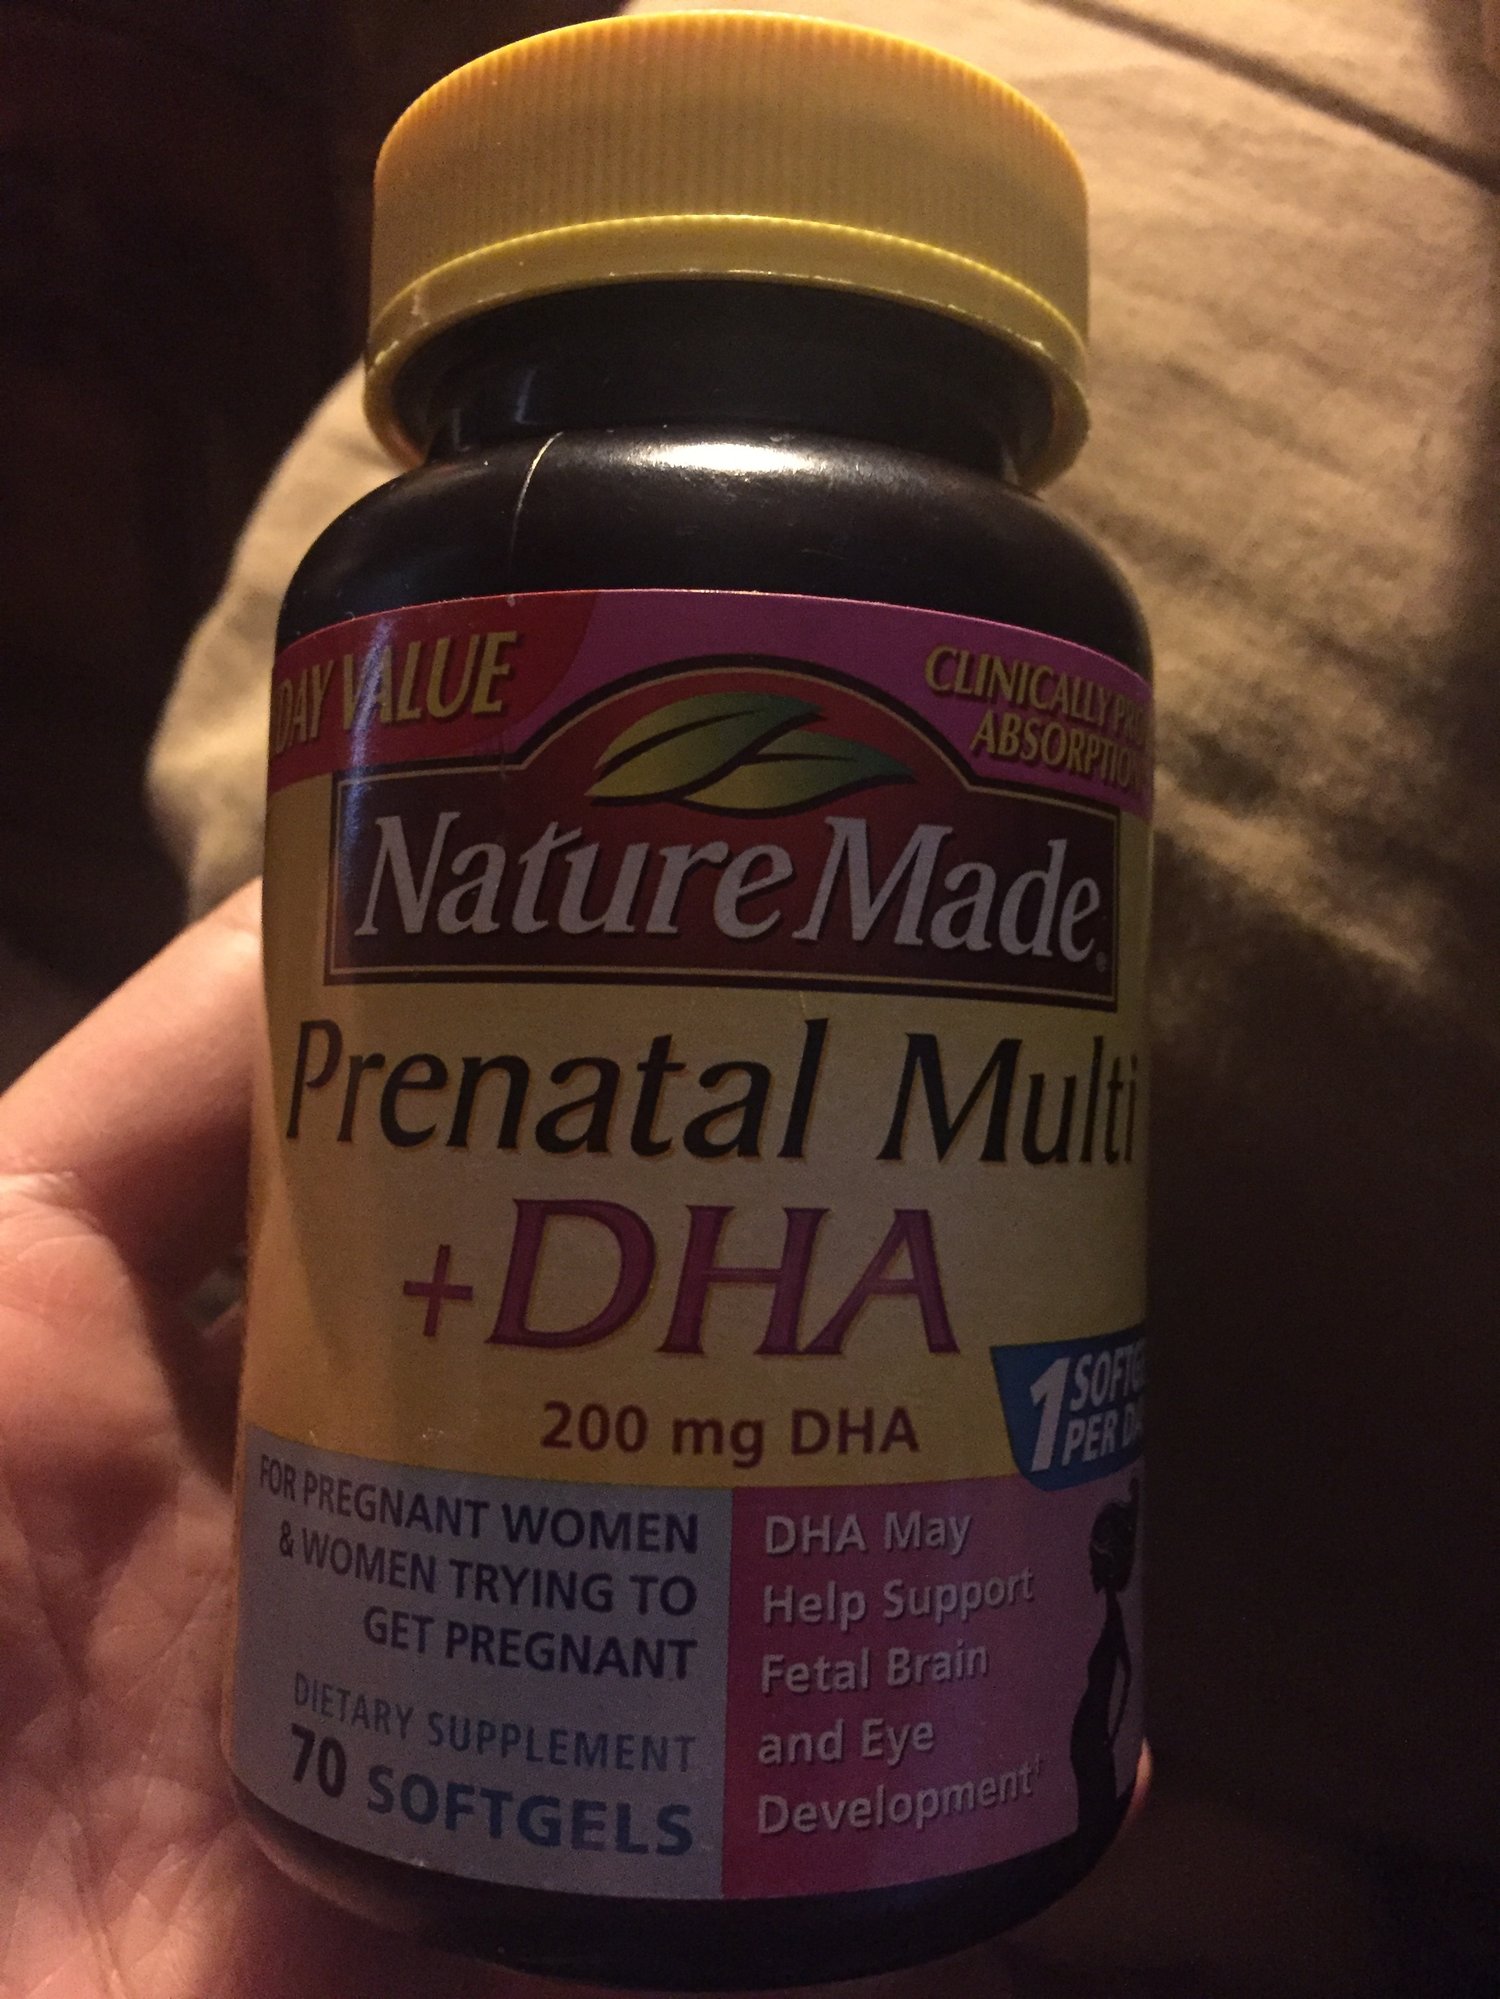 DAY VALUE
CLINICALLY
ABSORPTION
NatureMade®
Prenatal Multi
+DHA
200 mg DHA
1
PER
FOR PREGNANT WOMEN
& WOMEN TRYING TO
GET PREGNANT
DIETARY SUPPLEMENT
70 SOFTGELS
DHA May
Help Support
Fetal Brain
and Eye
Development†